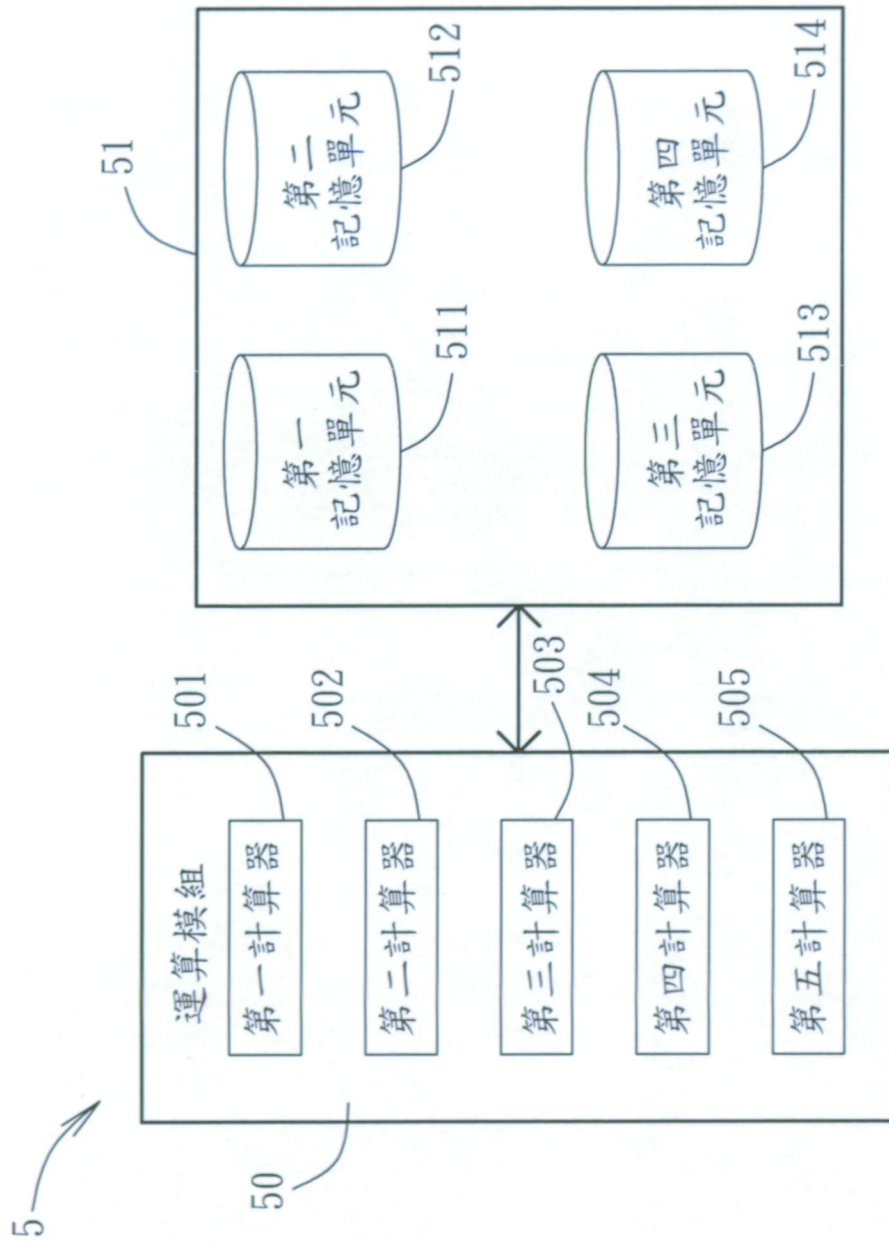 5
50
運算模組
第一計算器
501
第二計算器
502
第三計算器
503
第四計算器
504
第五計算器
505
51
第一
記憶單元
511
第二
記憶單元
512
第三
記憶單元
513
第四
記憶單元
514